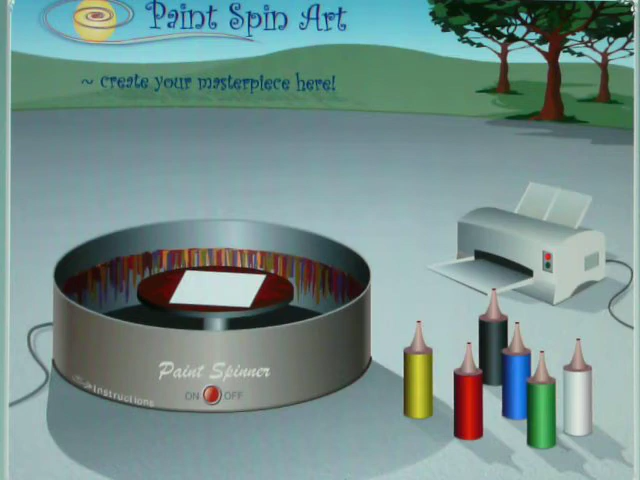 Paint Spin Art
~ create your masterpiece here!
Paint Spinner
Instructions
ON OFF